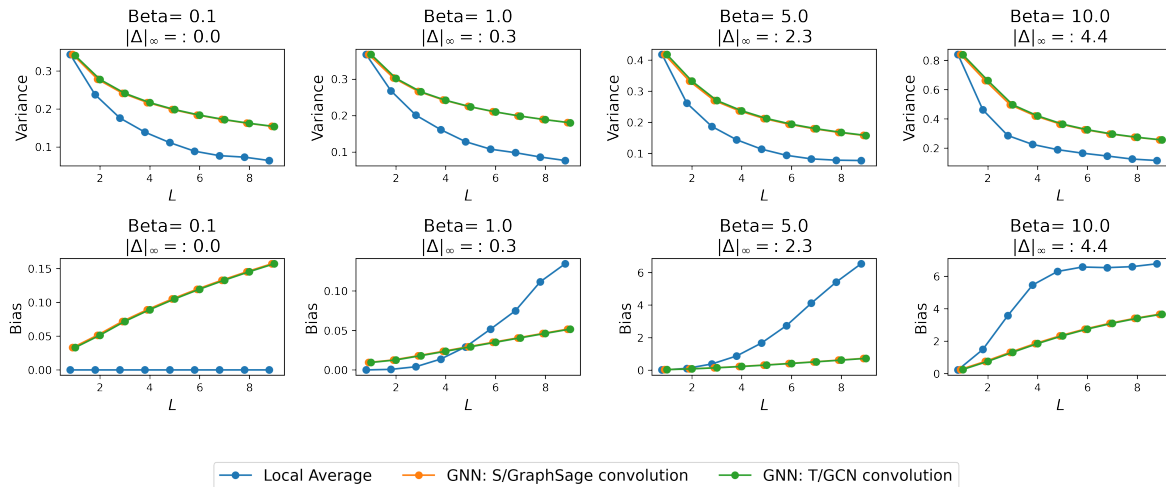 Beta= 0.1
|Δ|∞ = : 0.0
Beta= 1.0
|Δ|∞ = : 0.3
Beta= 5.0
|Δ|∞ = : 2.3
Beta= 10.0
|Δ|∞ = : 4.4
Variance
0.3
0.2
0.1
2 4 6 8
L
Variance
0.3
0.2
0.1
2 4 6 8
L
Variance
0.4
0.3
0.2
0.1
2 4 6 8
L
Variance
0.8
0.6
0.4
0.2
2 4 6 8
L
Beta= 0.1
|Δ|∞ = : 0.0
Beta= 1.0
|Δ|∞ = : 0.3
Beta= 5.0
|Δ|∞ = : 2.3
Beta= 10.0
|Δ|∞ = : 4.4
Bias
0.15
0.10
0.05
0.00
2 4 6 8
L
Bias
0.10
0.05
0.00
2 4 6 8
L
Bias
6
4
2
0
2 4 6 8
L
Bias
6
4
2
0
2 4 6 8
L
Local Average GNN: S/GraphSage convolution GNN: T/GCN convolution